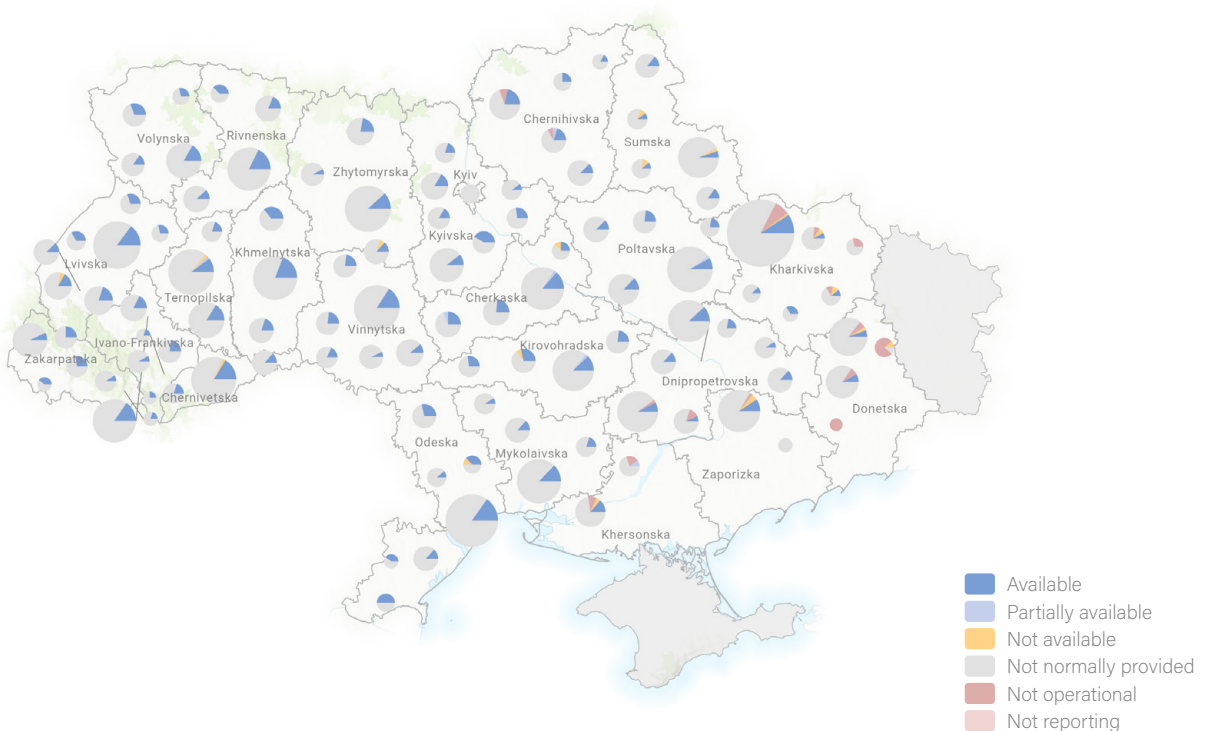 Chernihivska
Volynska
Rivnenska
Sumska
Zhytomyrska
Kyiv
Kyivska
Khmelnytska
Poltavska
Lvivska
Kharkivska
Ternopilska
Cherkaska
Vinnytska
Ivano-Frankivska
Kirovohradska
Zakarpatska
Dnipropetrovska
Chernivetska
Donetska
Odeska
Mykolaivska
Zaporizka
Khersonska
Available
Partially available
Not available
Not normally provided
Not operational
Not reporting